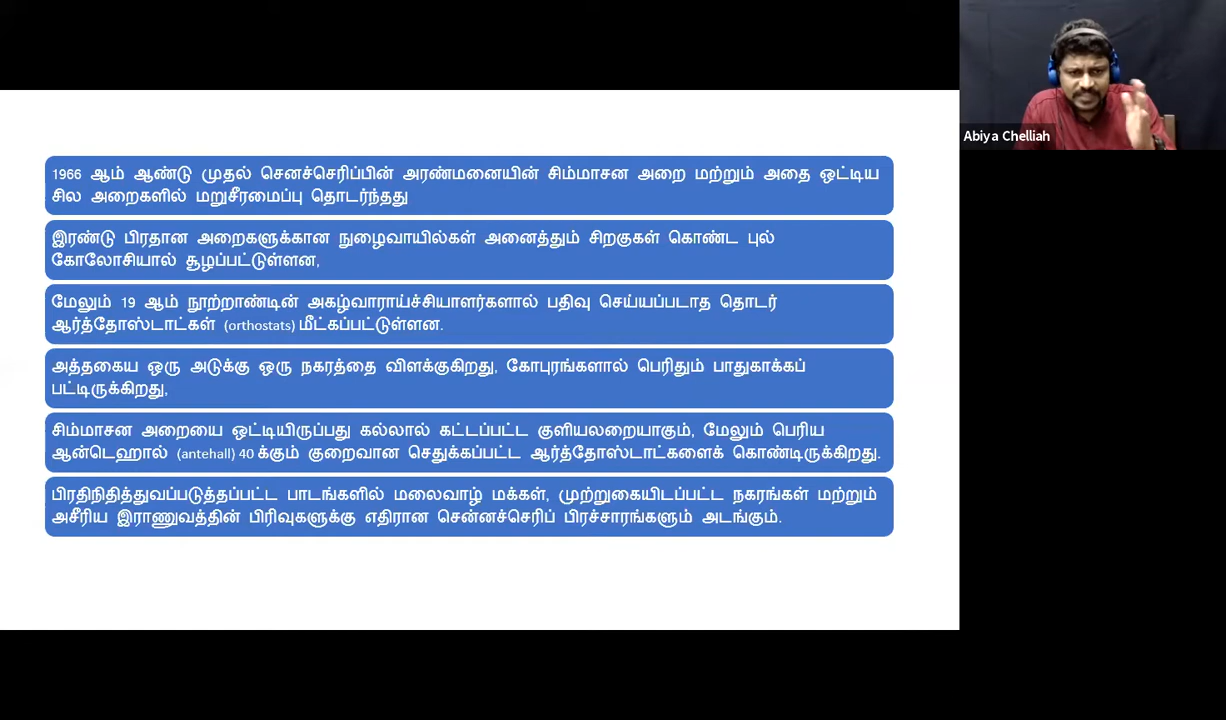 1966 ஆம் ஆண்டு முதல் செனச்செரிப்பின் அரண்மனையின் சிம்மாசன அறை மற்றும் அதை ஒட்டிய
சில அறைகளில் மறுசீரமைப்பு தொடர்ந்தது
இரண்டு பிரதான அறைகளுக்கான நுழைவாயில்கள் அனைத்தும் சிறகுகள் கொண்ட புல்
கோலோசியால் சூழப்பட்டுள்ளன,
மேலும் 19 ஆம் நூற்றாண்டின் அகழ்வாராய்ச்சியாளர்களால் பதிவு செய்யப்படாத தொடர்
ஆர்த்தோஸ்டாட்கள் (orthostats) மீட்கப்பட்டுள்ளன.
அத்தகைய ஒரு அடுக்கு ஒரு நகரத்தை விளக்குகிறது, கோபுரங்களால் பெரிதும் பாதுகாக்கப்
பட்டிருக்கிறது,
சிம்மாசன அறையை ஒட்டியிருப்பது கல்லால் கட்டப்பட்ட குளியலறையாகும், மேலும் பெரிய
ஆன்டெஹால் (antehall) 40 க்கும் குறைவான செதுக்கப்பட்ட ஆர்த்தோஸ்டாட்களைக் கொண்டிருக்கிறது.
பிரதிநிதித்துவப்படுத்தப்பட்ட பாடங்களில் மலைவாழ் மக்கள், முற்றுகையிடப்பட்ட நகரங்கள் மற்றும்
அசீரிய இராணுவத்தின் பிரிவுகளுக்கு எதிரான சென்னச்செரிப் பிரச்சாரங்களும் அடங்கும்.
Abiya Chelliah